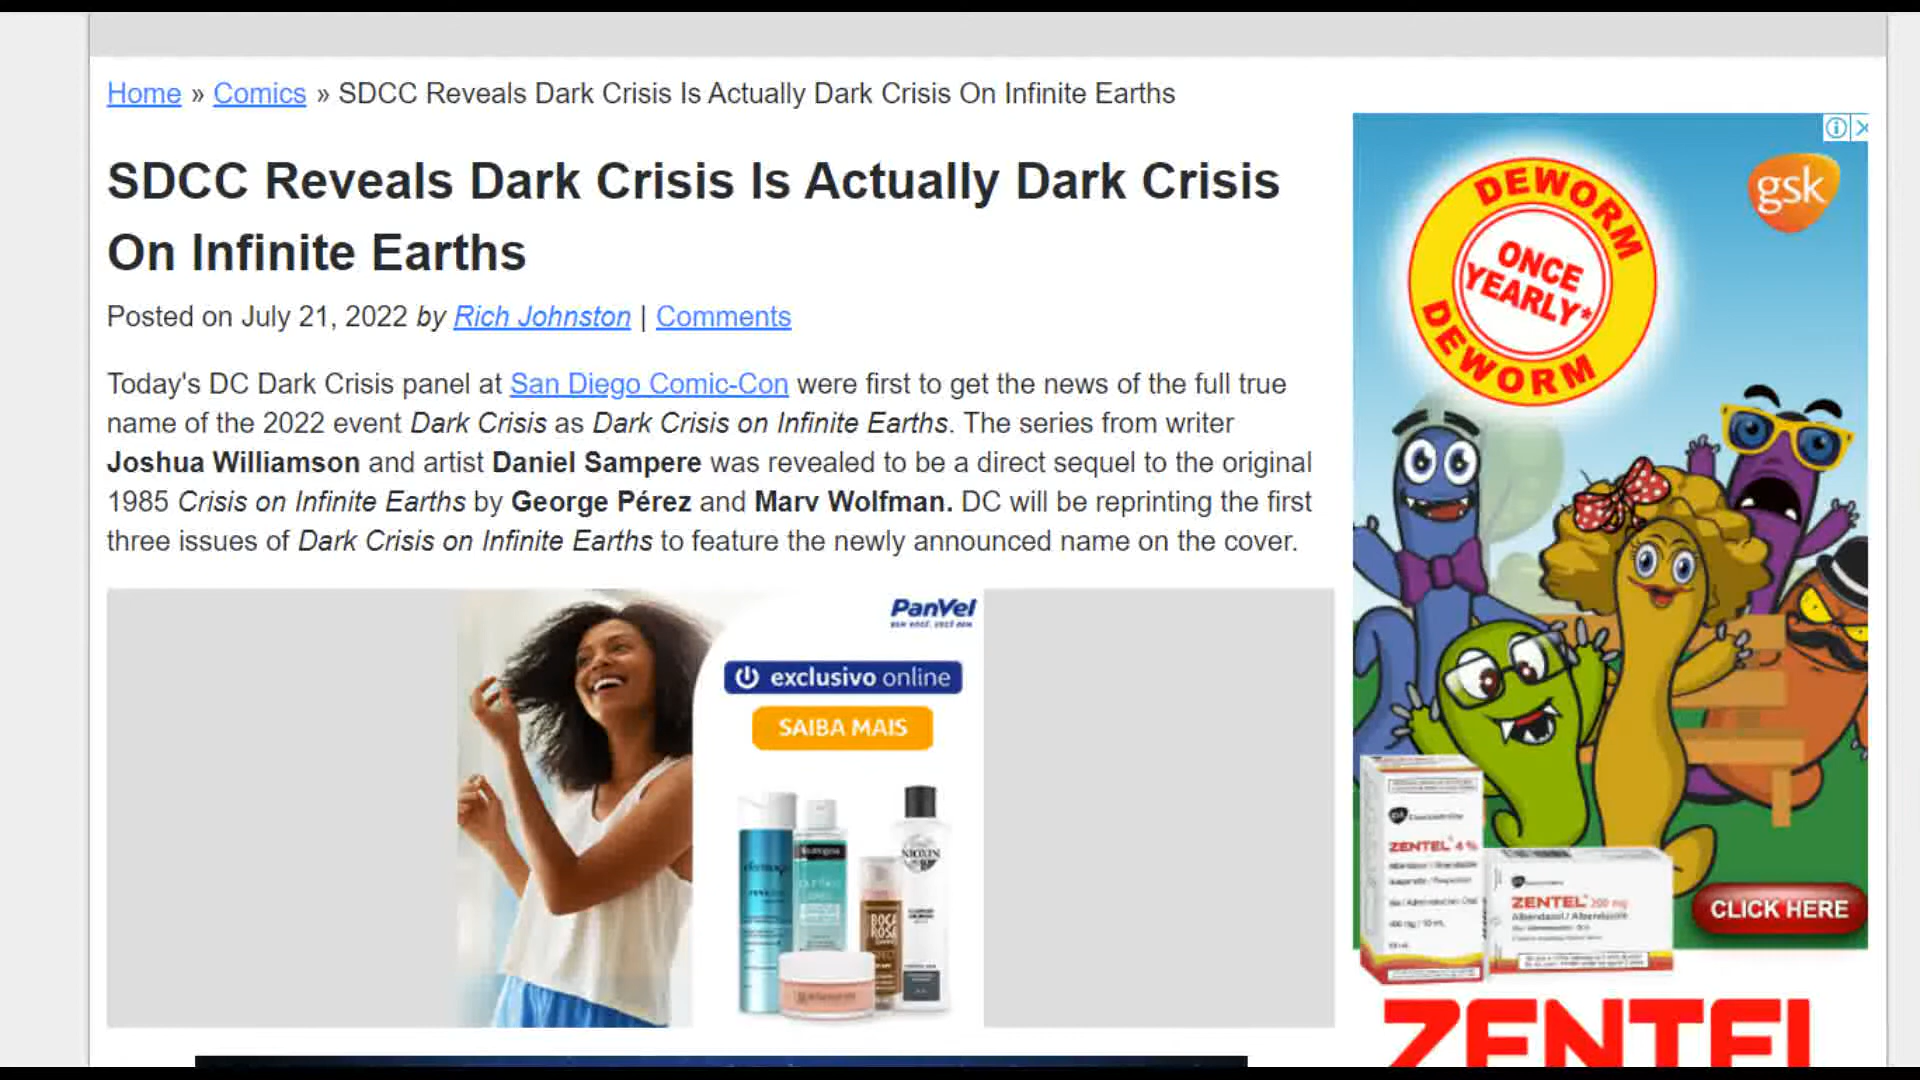 Home » Comics » SDCC Reveals Dark Crisis Is Actually Dark Crisis On Infinite Earths
SDCC Reveals Dark Crisis Is Actually Dark Crisis
On Infinite Earths
Posted on July 21, 2022 by Rich Johnston | Comments
Today's DC Dark Crisis panel at San Diego Comic-Con were first to get the news of the full true
name of the 2022 event Dark Crisis as Dark Crisis on Infinite Earths. The series from writer
Joshua Williamson and artist Daniel Sampere was revealed to be a direct sequel to the original
1985 Crisis on Infinite Earths by George Pérez and Marv Wolfman. DC will be reprinting the first
three issues of Dark Crisis on Infinite Earths to feature the newly announced name on the cover.
PanVel
exclusivo online
SAIBA MAIS
NIOXIN
BOCA
ROSA
gsk
DEWORM
ONCE
YEARLY*
DEWORM
ZENTEL 4%
ZENTEL 200 mg
CLICK HERE
ZENTEL